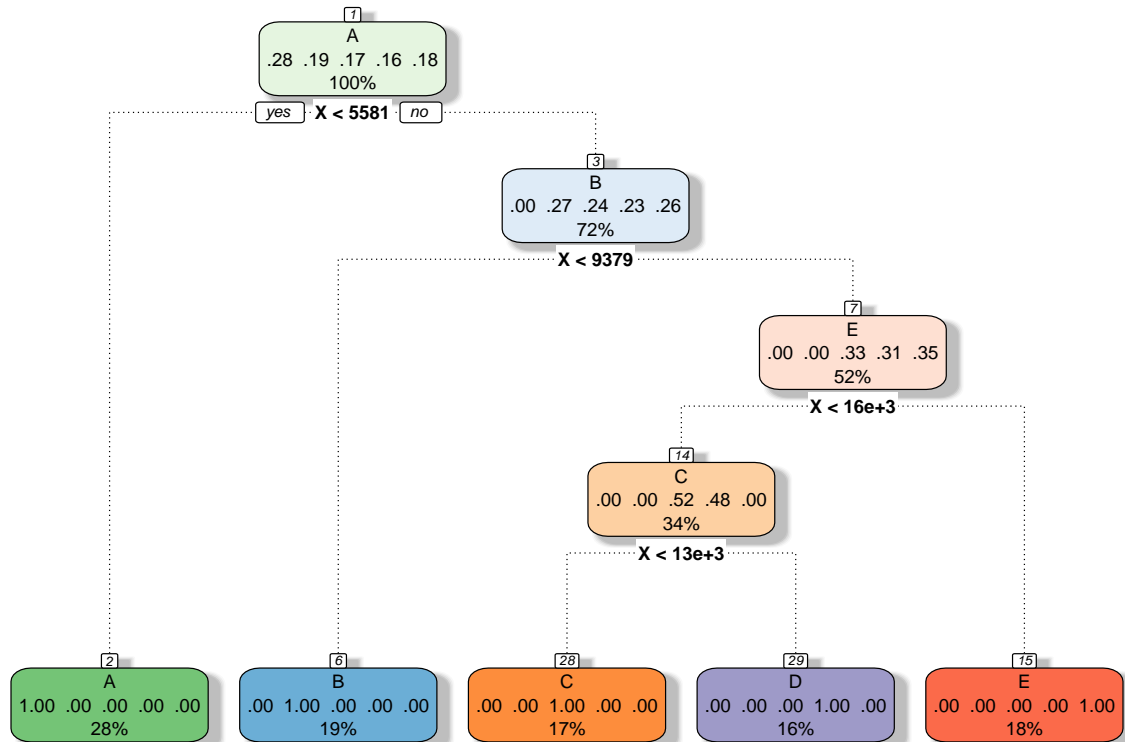 1
A
.28 .19 .17 .16 .18
100%
yes X < 5581 no
3
B
.00 .27 .24 .23 .26
72%
X < 9379
7
E
.00 .00 .33 .31 .35
52%
X < 16e+3
14
C
.00 .00 .52 .48 .00
34%
X < 13e+3
2
A
1.00 .00 .00 .00 .00
28%
6
B
.00 1.00 .00 .00 .00
19%
28
C
.00 .00 1.00 .00 .00
17%
29
D
.00 .00 .00 1.00 .00
16%
15
E
.00 .00 .00 .00 1.00
18%